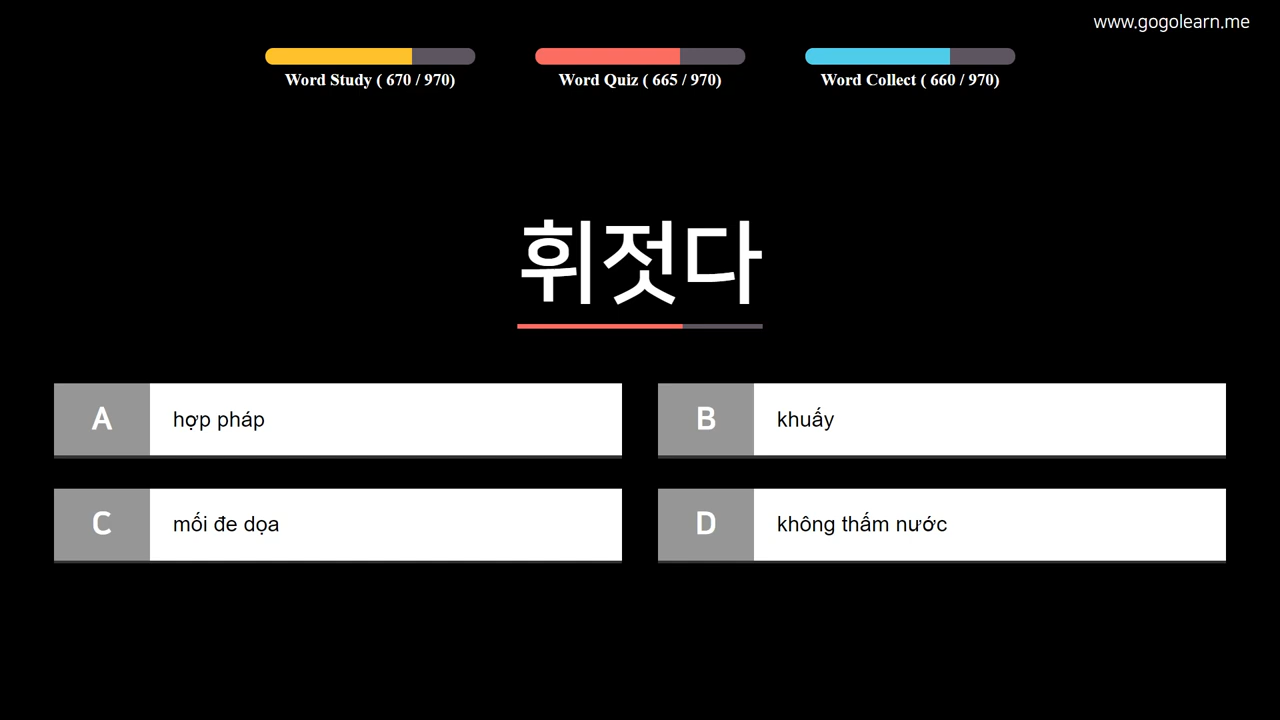 www.gogolearn.me
Word Study ( 670 / 970)
Word Quiz ( 665 / 970)
Word Collect ( 660 / 970)
휘젓다
A hợp pháp
B khuấy
C mối đe dọa
D không thấm nước